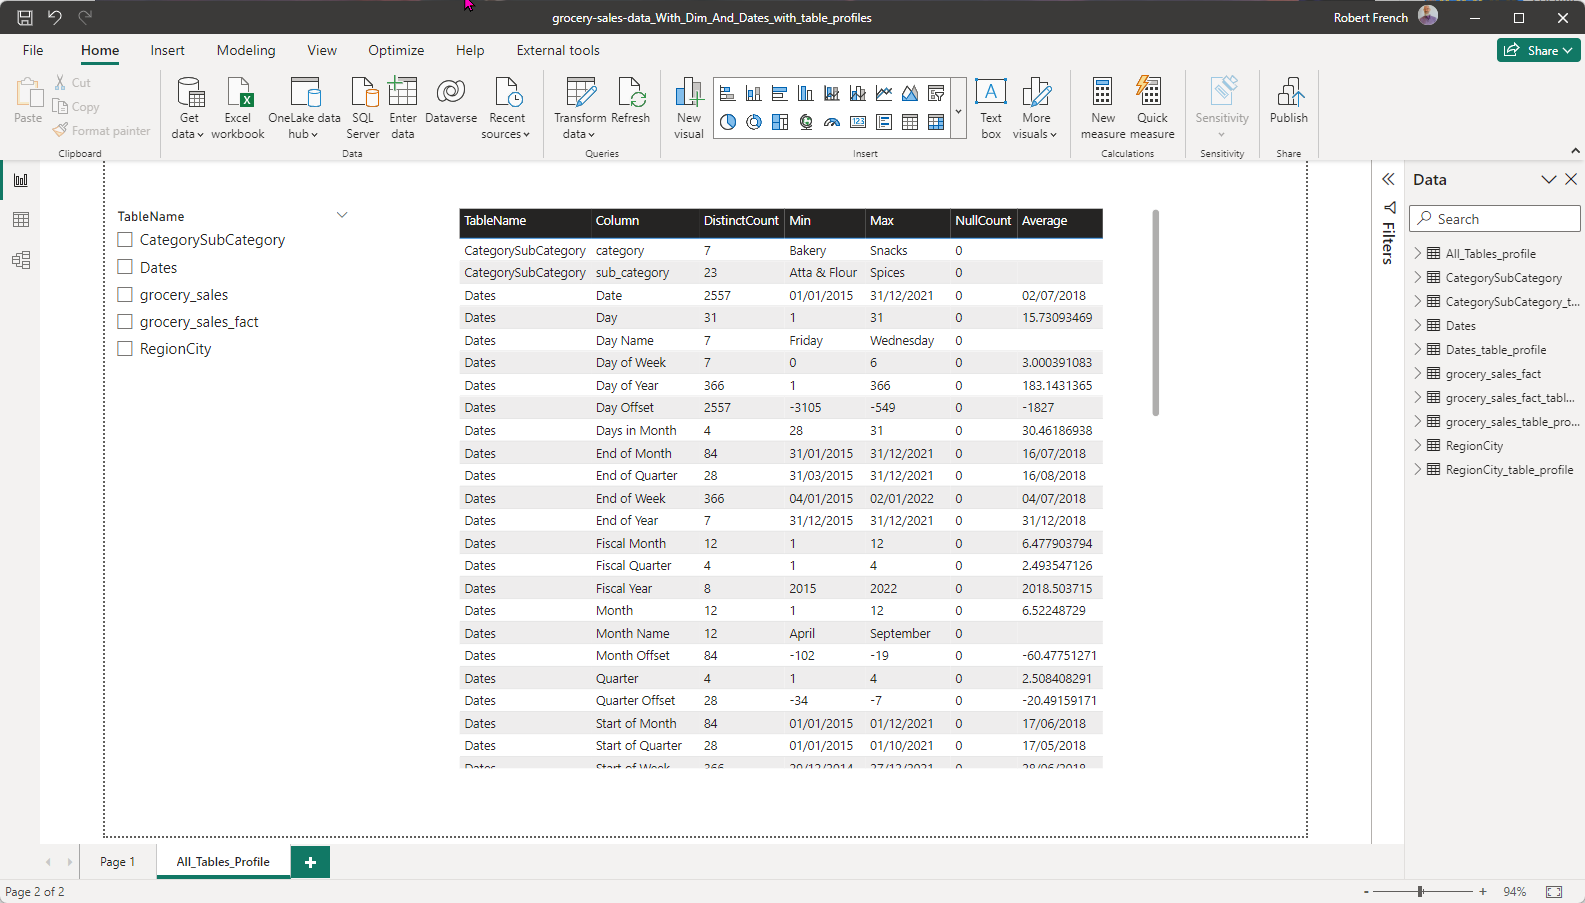 grocery-sales-data_With_Dim_And_Dates_with_table_profiles
Robert French
File Home Insert Modeling View Optimize Help External tools
Share
Paste
Cut
Copy
Format painter
Clipboard
Get data
Excel workbook
OneLake data hub
SQL Server
Enter data
Dataverse
Recent sources
Data
Transform data
Refresh
Queries
New visual
Text box
More visuals
Insert
New measure
Quick measure
Calculations
Sensitivity
Sensitivity
Publish
Share
TableName
CategorySubCategory
Dates
grocery_sales
grocery_sales_fact
RegionCity
TableName Column DistinctCount Min Max NullCount Average
CategorySubCategory category 7 Bakery Snacks 0
CategorySubCategory sub_category 23 Atta & Flour Spices 0
Dates Date 2557 01/01/2015 31/12/2021 0 02/07/2018
Dates Day 31 1 31 0 15.73093469
Dates Day Name 7 Friday Wednesday 0
Dates Day of Week 7 0 6 0 3.000391083
Dates Day of Year 366 1 366 0 183.1431365
Dates Day Offset 2557 -3105 -549 0 -1827
Dates Days in Month 4 28 31 0 30.46186938
Dates End of Month 84 31/01/2015 31/12/2021 0 16/07/2018
Dates End of Quarter 28 31/03/2015 31/12/2021 0 16/08/2018
Dates End of Week 366 04/01/2015 02/01/2022 0 04/07/2018
Dates End of Year 7 31/12/2015 31/12/2021 0 31/12/2018
Dates Fiscal Month 12 1 12 0 6.477903794
Dates Fiscal Quarter 4 1 4 0 2.493547126
Dates Fiscal Year 8 2015 2022 0 2018.503715
Dates Month 12 1 12 0 6.52248729
Dates Month Name 12 April September 0
Dates Month Offset 84 -102 -19 0 -60.47751271
Dates Quarter 4 1 4 0 2.508408291
Dates Quarter Offset 28 -34 -7 0 -20.49159171
Dates Start of Month 84 01/01/2015 01/12/2021 0 17/06/2018
Dates Start of Quarter 28 01/01/2015 01/10/2021 0 17/05/2018
Dates Start of Week 366 29/12/2014 27/12/2021 0 28/06/2018
Filters
Data
Search
All_Tables_profile
CategorySubCategory
CategorySubCategory_t...
Dates
Dates_table_profile
grocery_sales_fact
grocery_sales_fact_tabl...
grocery_sales_table_pro...
RegionCity
RegionCity_table_profile
Page 1
All_Tables_Profile
+
Page 2 of 2
- + 94%